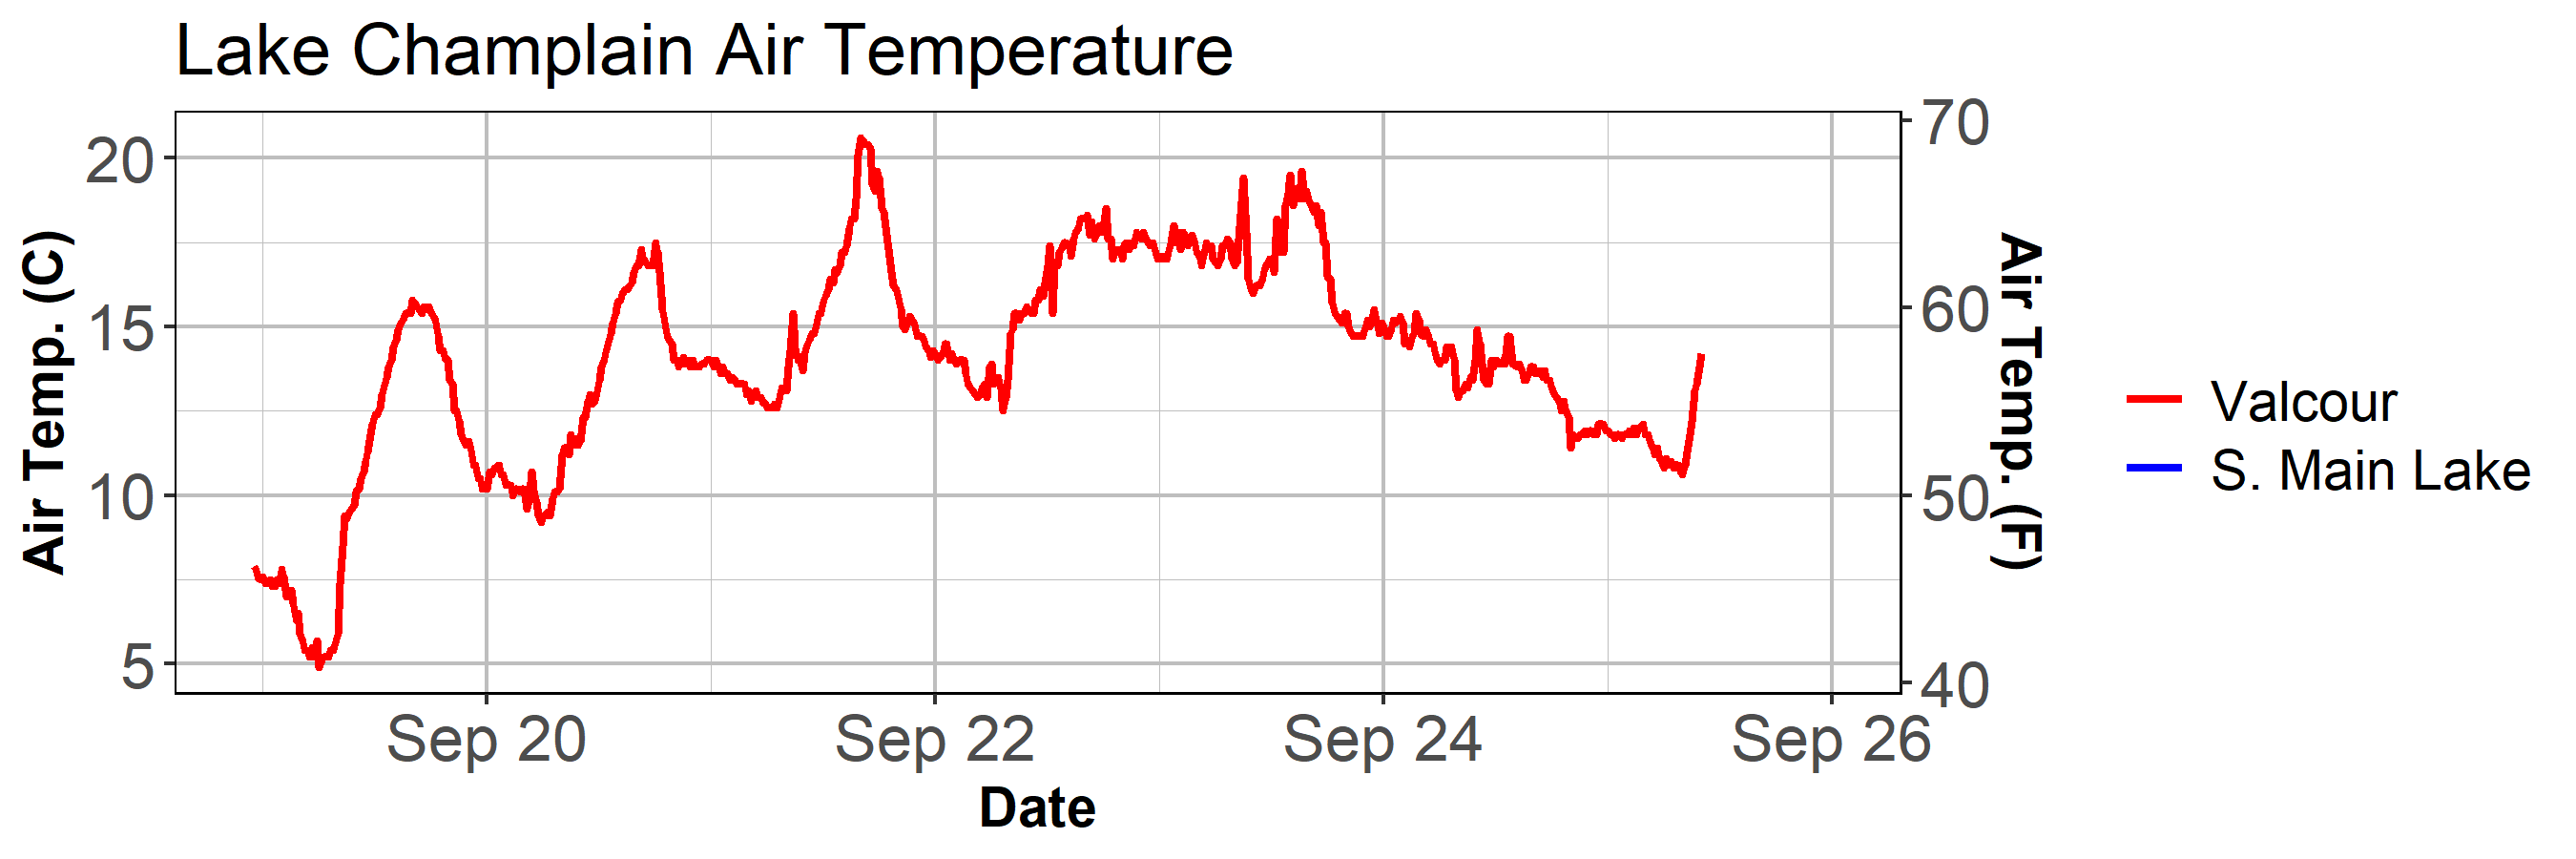 Lake Champlain Air Temperature
Air Temp. (C)
20
15
10
5
70
60
50
40
Air Temp. (F)
Sep 20
Sep 22
Sep 24
Sep 26
Date
Valcour
S. Main Lake